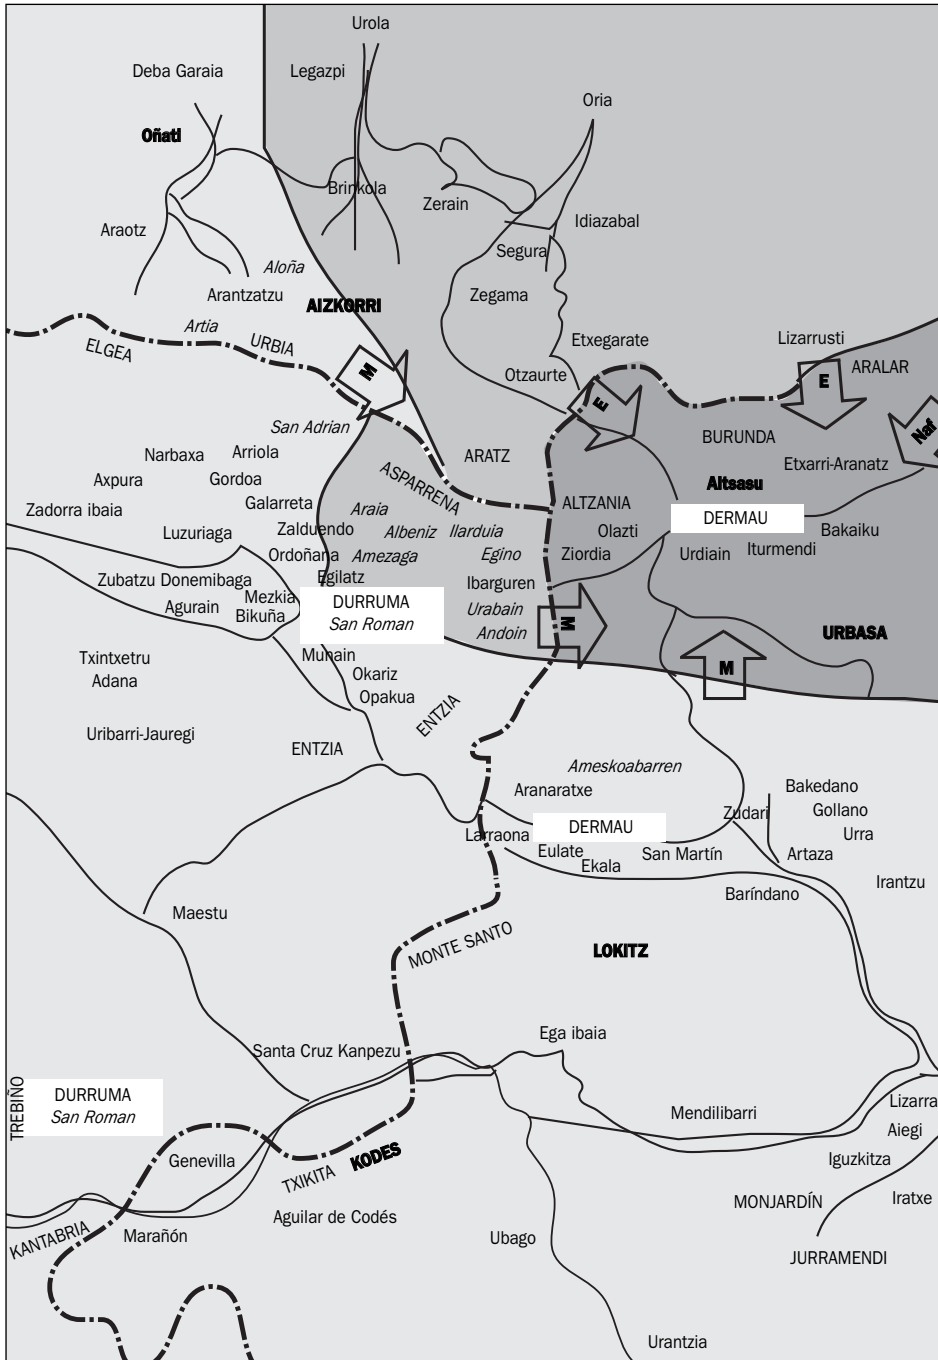 Urola
Deba Garaia
Legazpi
Oria
Oñati
Brinkola
Zerain
Idiazabal
Araotz
Segura
Aloña
Arantzatzu
Zegama
AIZKORRI
Artia
URBIA
ELGEA
Etxegarate
Lizarrusti
ARALAR
Otzaurte
M
E
E
Naf
San Adrian
BURUNDA
Narbaxa
Arriola
ARATZ
Etxarri-Aranatz
Axpura
Gordoa
ASPARRENA
Altsasu
Zadorra ibaia
Galarreta
Araia
ALTZANIA
DERMAU
Luzuriaga
Zalduendo
Albeniz
Ilarduia
Olazti
Bakaiku
Ordoñana
Amezaga
Egino
Ziordia
Urdiain
Iturmendi
Zubatzu Donemibaga
Egilatz
Ibarguren
Agurain
Mezkia
DURRUMA
San Roman
Urabain
Bikuña
Andoin
M
URBASA
Munain
Txintxetru
Adana
Okariz
Opakua
M
ENTZIA
Uribarri-Jauregi
ENTZIA
Ameskoabarren
Aranaratxe
Bakedano
Gollano
Zudari
Larraona
DERMAU
Urra
Eulate
Ekala
San Martín
Artaza
Irantzu
Baríndano
Maestu
MONTE SANTO
LOKITZ
Ega ibaia
Santa Cruz Kanpezu
TREBIÑO
DURRUMA
San Roman
Mendilibarri
Lizarra
Aiegi
Genevilla
TXIKITA
KODES
Iguzkitza
MONJARDÍN
Iratxe
Aguilar de Codés
KANTABRIA
Marañón
Ubago
JURRAMENDI
Urantzia